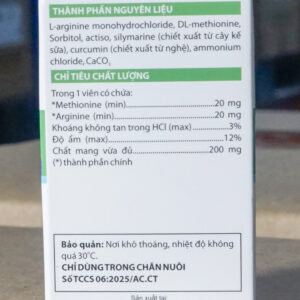 THÀNH PHẦN NGUYÊN LIỆU
L-arginine monohydrochloride, DL-methionine,
Sorbitol, actiso, silymarine (chiết xuất từ cây kế
sữa), curcumin (chiết xuất từ nghệ), ammonium
chloride, CaCO₃
CHỈ TIÊU CHẤT LƯỢNG
Trong 1 viên có chứa:
*Methionine (min)......................20 mg
*Arginine (min)..........................20 mg
Khoáng không tan trong HCl (max)..........3%
Độ ẩm (max)..............................12%
Chất mang vừa đủ......................200 mg
(*) thành phần chính
Bảo quản: Nơi khô thoáng, nhiệt độ không
quá 30°C.
CHỈ DÙNG TRONG CHĂN NUÔI
Số TCCS 06:2025/AC.CT
Sản xuất tại